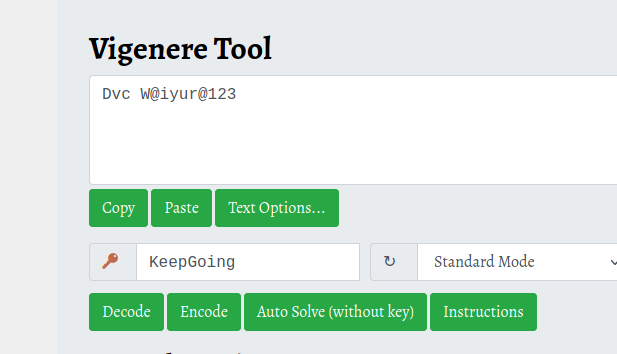 Vigenere Tool
Dvc W@iyur@123
Copy Paste Text Options...
KeepGoing ↻ Standard Mode
Decode Encode Auto Solve (without key) Instructions